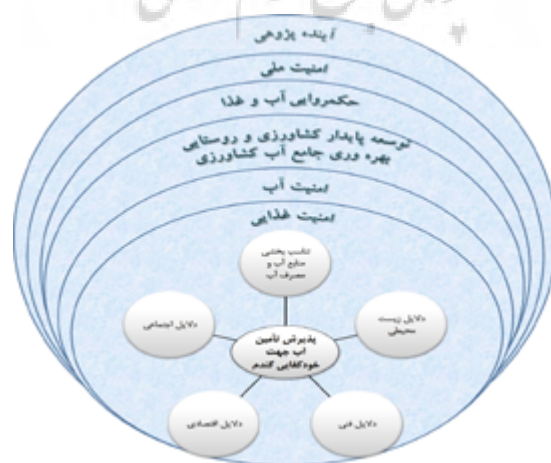 آینده پژوهی
امنیت ملی
حکمروایی آب و غذا
توسعه پایدار کشاورزی و روستایی
بهره وری جامع آب کشاورزی
امنیت آب
امنیت غذایی
تناسب بخشی
منابع آب و
مصرف آب
دلایل زیست
محیطی
دلایل اجتماعی
پذیرش تأمین
آب جهت
خودکفایی گندم
دلایل اقتصادی
دلایل فنی